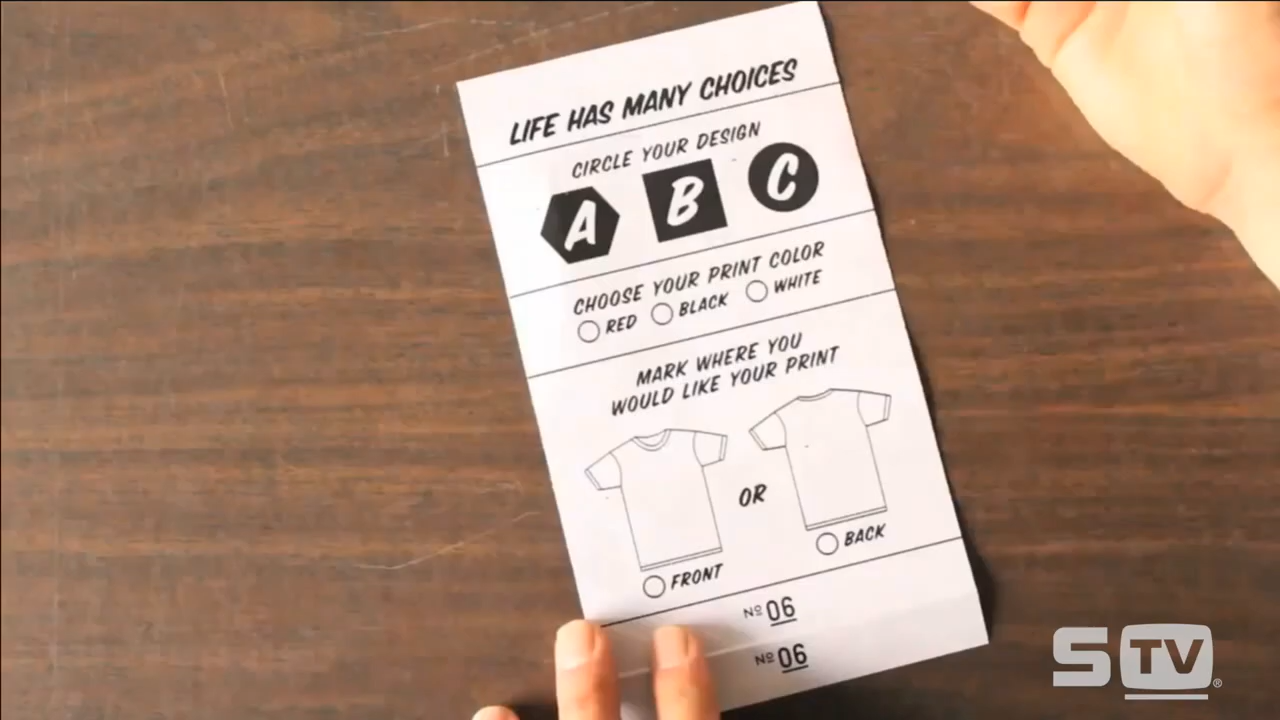 LIFE HAS MANY CHOICES
CIRCLE YOUR DESIGN
A B C
CHOOSE YOUR PRINT COLOR
RED BLACK WHITE
MARK WHERE YOU
WOULD LIKE YOUR PRINT
OR
FRONT BACK
Nº 06
Nº 06
STV®